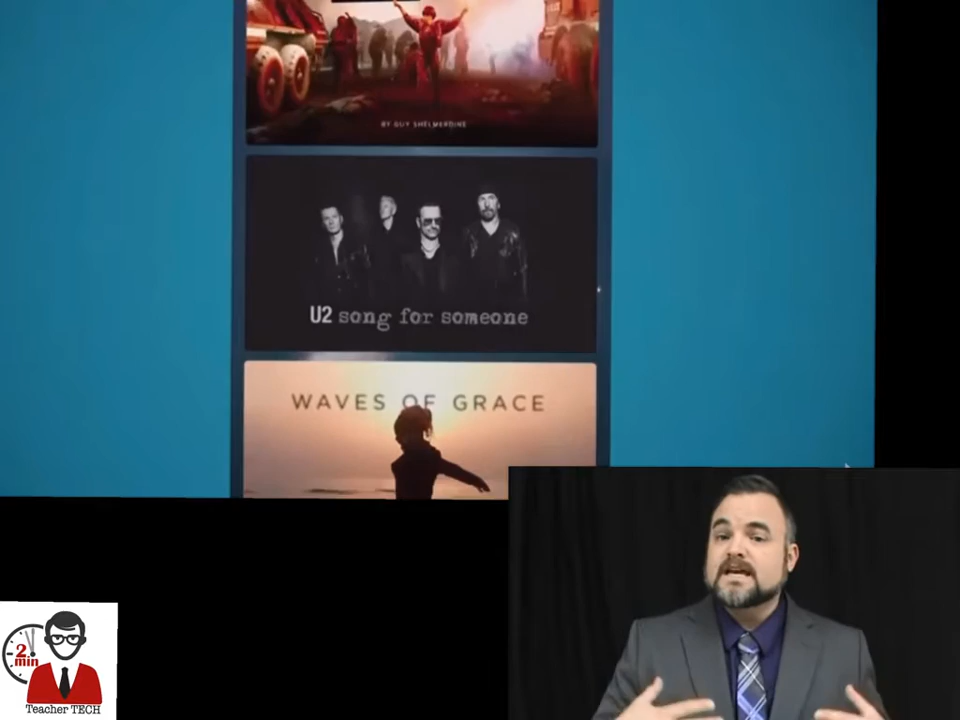 BY GUY SHELMERDINE
U2 song for someone
WAVES OF GRACE
2
min
Teacher TECH